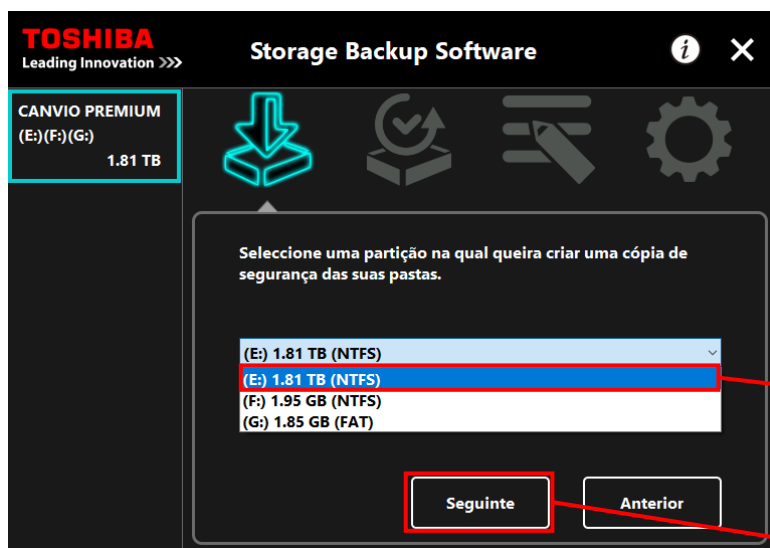 TOSHIBA
Leading Innovation >>>
Storage Backup Software
i
CANVIO PREMIUM
(E:)(F:)(G:)
1.81 TB
Seleccione uma partição na qual queira criar uma cópia de
segurança das suas pastas.
(E:) 1.81 TB (NTFS)
(E:) 1.81 TB (NTFS)
(F:) 1.95 GB (NTFS)
(G:) 1.85 GB (FAT)
Seguinte
Anterior